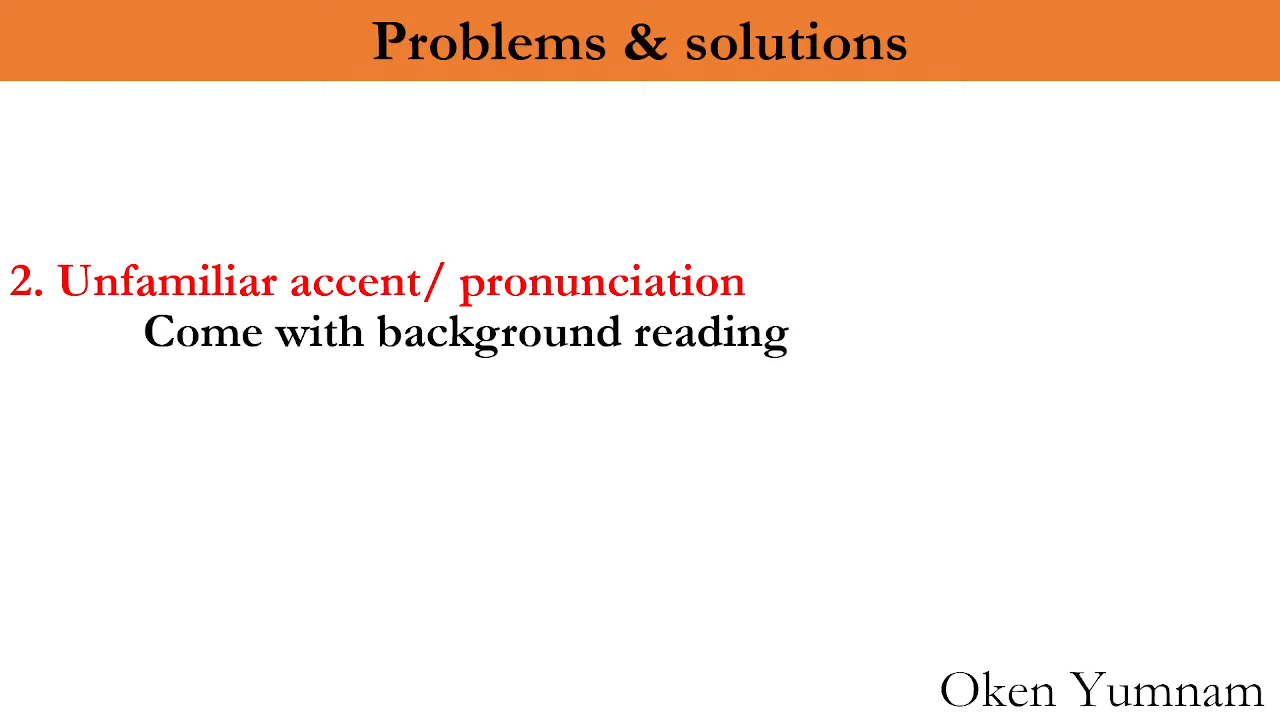 Problems & solutions
2. Unfamiliar accent/ pronunciation
Come with background reading
Oken Yumnam